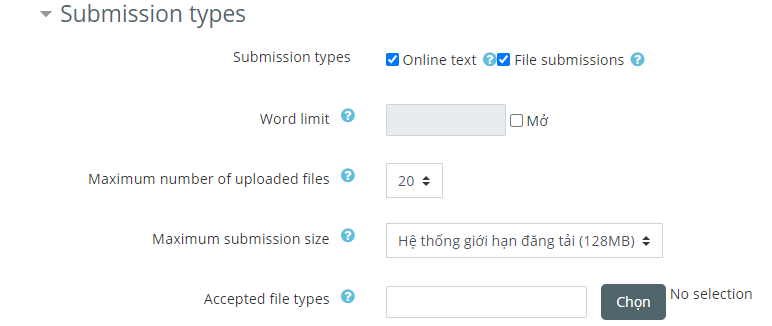 Submission types
Submission types Online text File submissions
Word limit Mở
Maximum number of uploaded files 20
Maximum submission size Hệ thống giới hạn đăng tải (128MB)
Accepted file types Chọn No selection